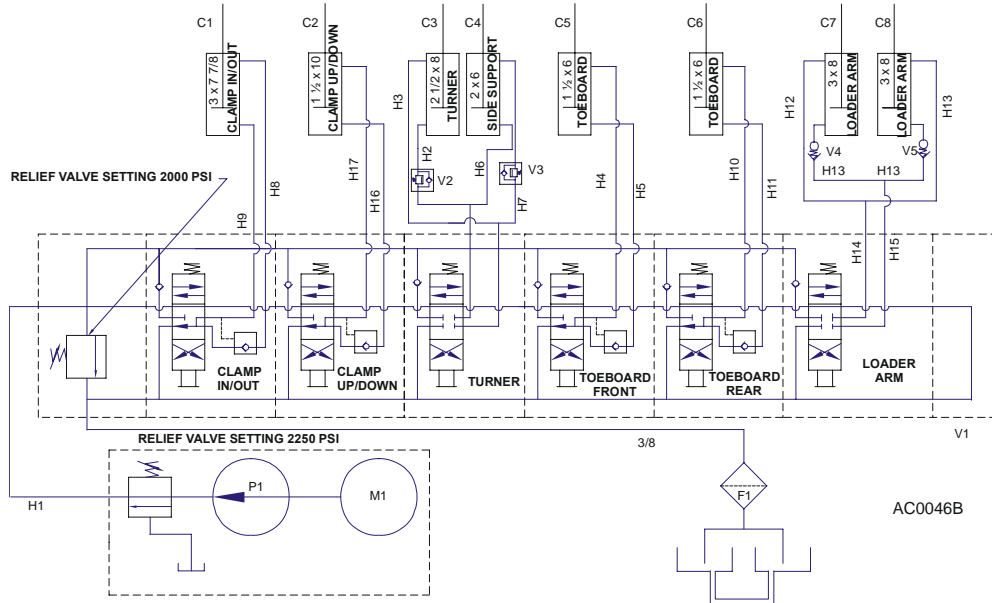 C1
C2
C3
C4
C5
C6
C7
C8
3 x 7 7/8
CLAMP IN/OUT
1 ½ x 10
CLAMP UP/DOWN
2 1/2 x 8
TURNER
2 x 6
SIDE SUPPORT
1 ½ x 6
TOEBOARD
1 ½ x 6
TOEBOARD
3 x 8
LOADER ARM
3 x 8
LOADER ARM
H3
H12
H13
H2
H6
V2
V3
H7
V4
V5
H13
H13
RELIEF VALVE SETTING 2000 PSI
H9
H8
H17
H16
H4
H5
H10
H11
H14
H15
CLAMP
IN/OUT
CLAMP
UP/DOWN
TURNER
TOEBOARD
FRONT
TOEBOARD
REAR
LOADER
ARM
V1
RELIEF VALVE SETTING 2250 PSI
3/8
H1
P1
M1
F1
AC0046B